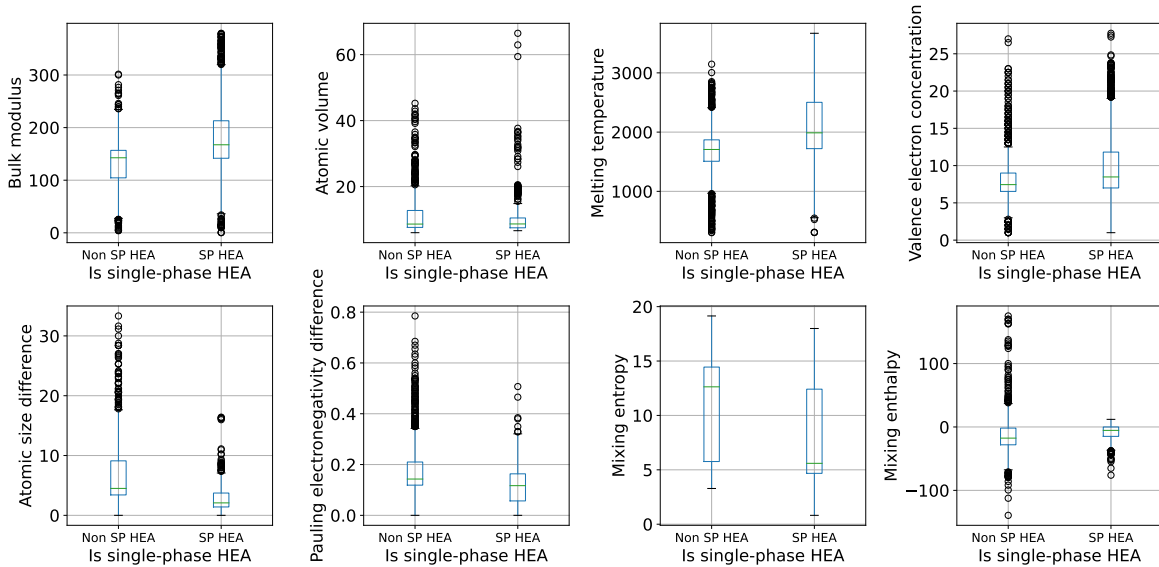 Bulk modulus
300
200
100
0
Non SP HEA
SP HEA
Is single-phase HEA
Atomic volume
60
40
20
Non SP HEA
SP HEA
Is single-phase HEA
Melting temperature
3000
2000
1000
Non SP HEA
SP HEA
Is single-phase HEA
Valence electron concentration
25
20
15
10
5
0
Non SP HEA
SP HEA
Is single-phase HEA
Atomic size difference
30
20
10
0
Non SP HEA
SP HEA
Is single-phase HEA
Pauling electronegativity difference
0.8
0.6
0.4
0.2
0.0
Non SP HEA
SP HEA
Is single-phase HEA
Mixing entropy
20
15
10
5
0
Non SP HEA
SP HEA
Is single-phase HEA
Mixing enthalpy
100
0
−100
Non SP HEA
SP HEA
Is single-phase HEA